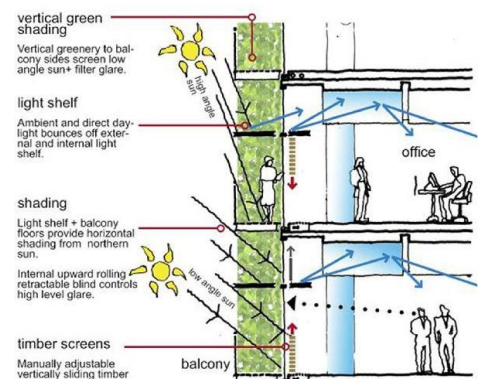 vertical green
shading
Vertical greenery to bal-
cony sides screen low
angle sun+ filter glare.
high angle
sun
light shelf
Ambient and direct day-
light bounces off exter-
nal and internal light
shelf.
office
shading
Light shelf + balcony
floors provide horizontal
shading from northern
sun.
Internal upward rolling
retractable blind controls
high level glare.
low angle sun
timber screens
Manually adjustable
vertically sliding timber
balcony